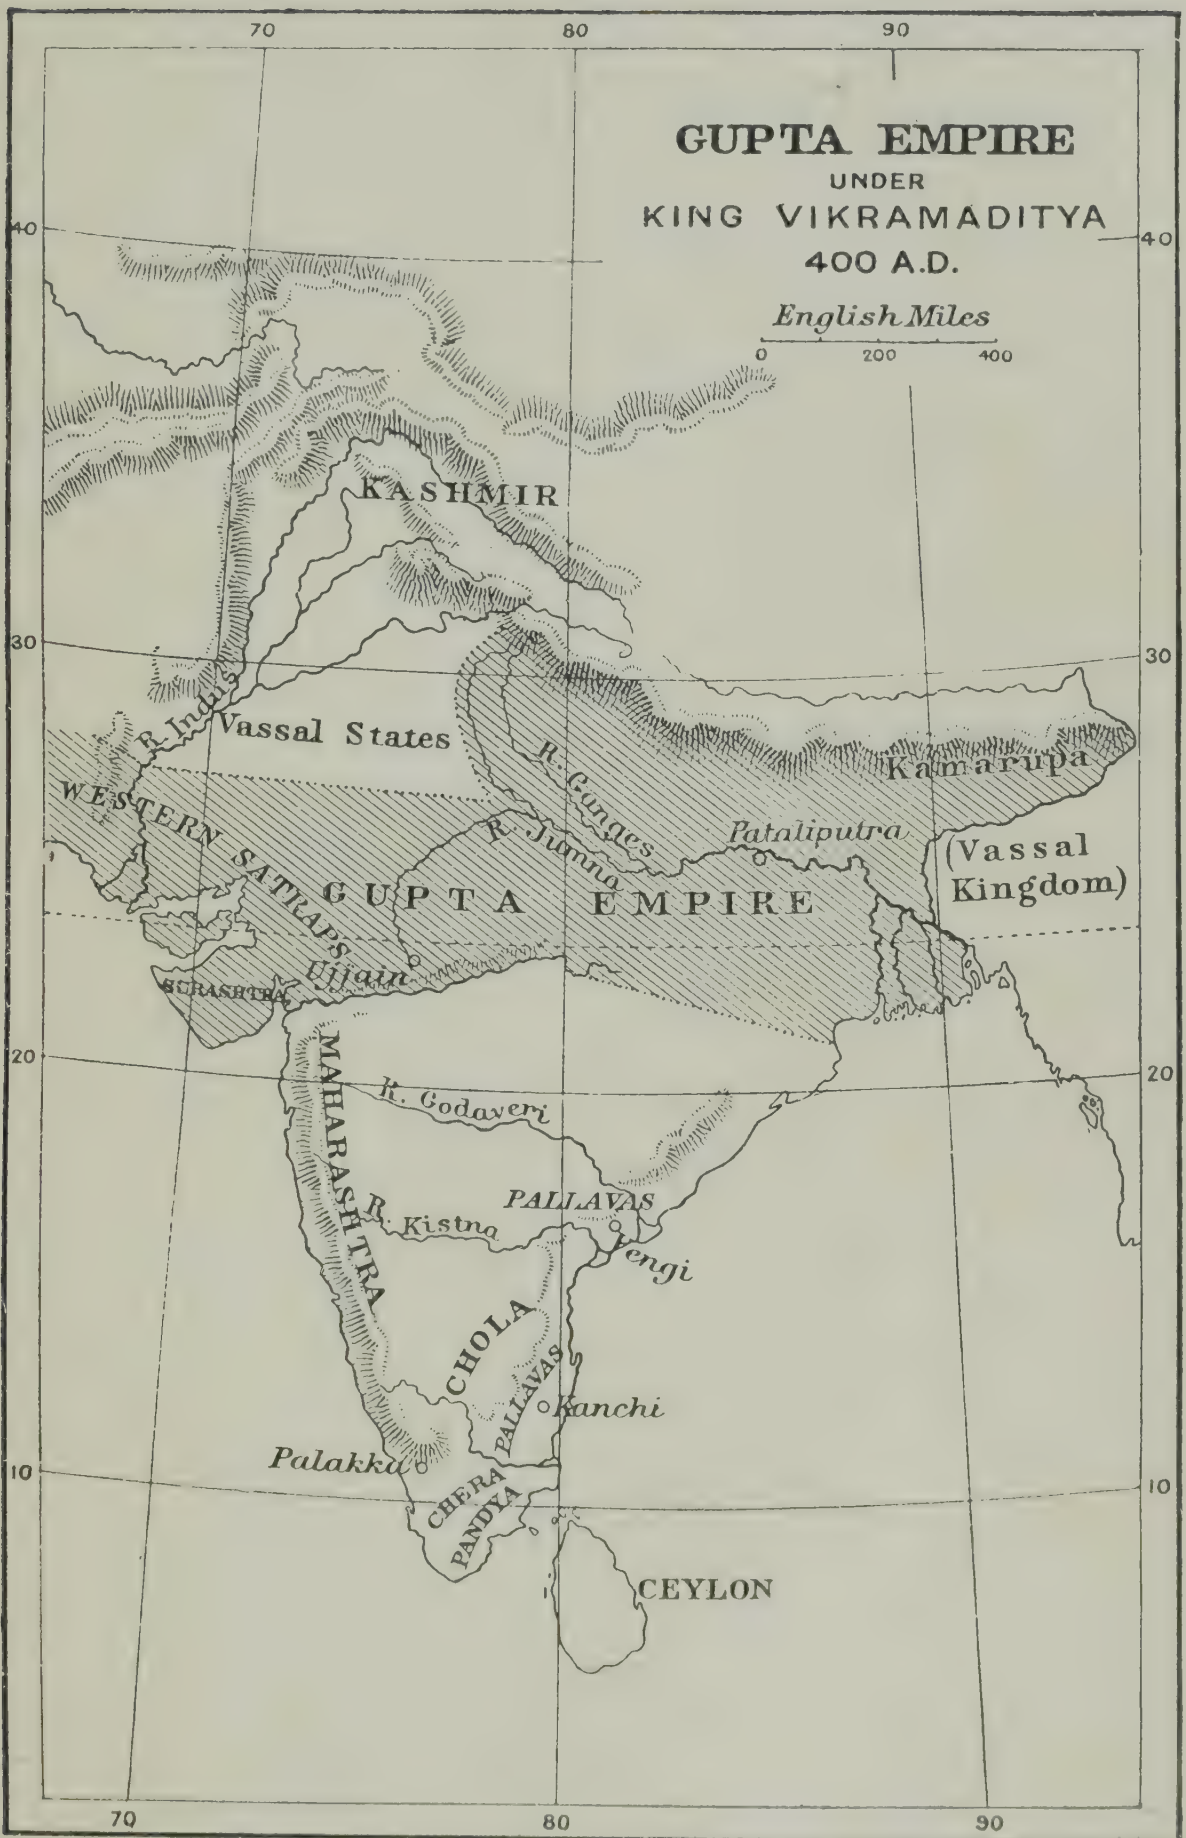 70 80 90
GUPTA EMPIRE
UNDER
KING VIKRAMADITYA
400 A.D.
English Miles
0 200 400
40 40
KASHMIR
30 30
R. Indus
Vassal States
R. Ganges
Kamarupa
WESTERN SATRAPS
R. Jumna
Pataliputra
(Vassal
Kingdom)
GUPTA EMPIRE
Ujjain
SURASHTRA
20 20
MAHARASHTRA
R. Godaveri
PALLAVAS
R. Kistna
Vengi
CHOLA
PALLAVAS
Kanchi
Palakka
10 10
CHERA
PANDYA
CEYLON
70 80 90